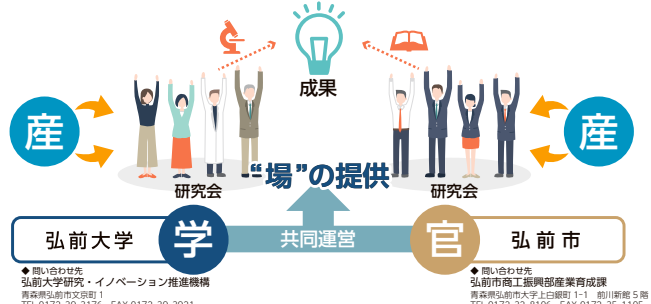 成果
産
産
研究会
研究会
“場”の提供
弘前大学
学
共同運営
官
弘前市
◆ 問い合わせ先
弘前大学研究・イノベーション推進機構
青森県弘前市文京町 1
◆ 問い合わせ先
弘前市商工振興部産業育成課
青森県弘前市大字上白銀町 1-1　前川新館 5 階